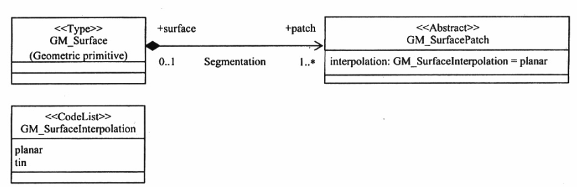 <<Type>>
GM_Surface
(Geometric primitive)
+surface
+patch
0..1
Segmentation
1..*
<<Abstract>>
GM_SurfacePatch
interpolation: GM_SurfaceInterpolation = planar
<<CodeList>>
GM_SurfaceInterpolation
planar
tin